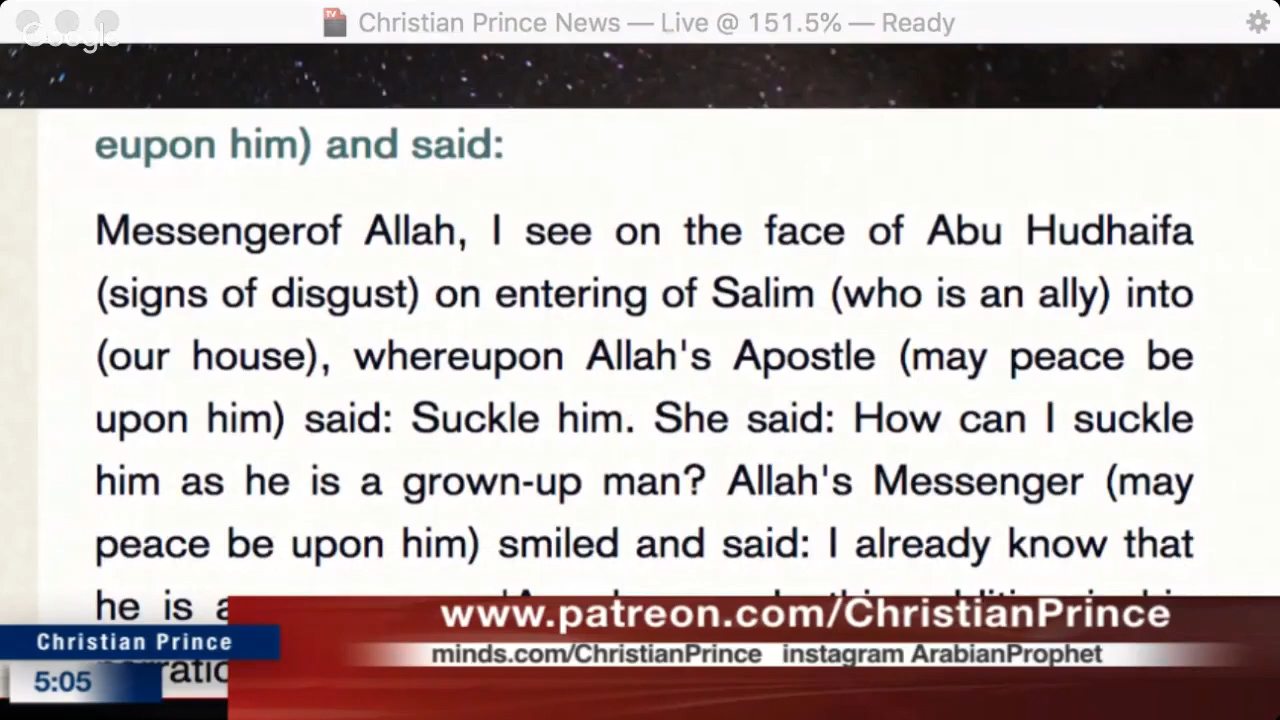 Google
TV
Christian Prince News — Live @ 151.5% — Ready
eupon him) and said:
Messengerof Allah, I see on the face of Abu Hudhaifa
(signs of disgust) on entering of Salim (who is an ally) into
(our house), whereupon Allah's Apostle (may peace be
upon him) said: Suckle him. She said: How can I suckle
him as he is a grown-up man? Allah's Messenger (may
peace be upon him) smiled and said: I already know that
he is a
www.patreon.com/ChristianPrince
Christian Prince
minds.com/ChristianPrince instagram ArabianProphet
5:05